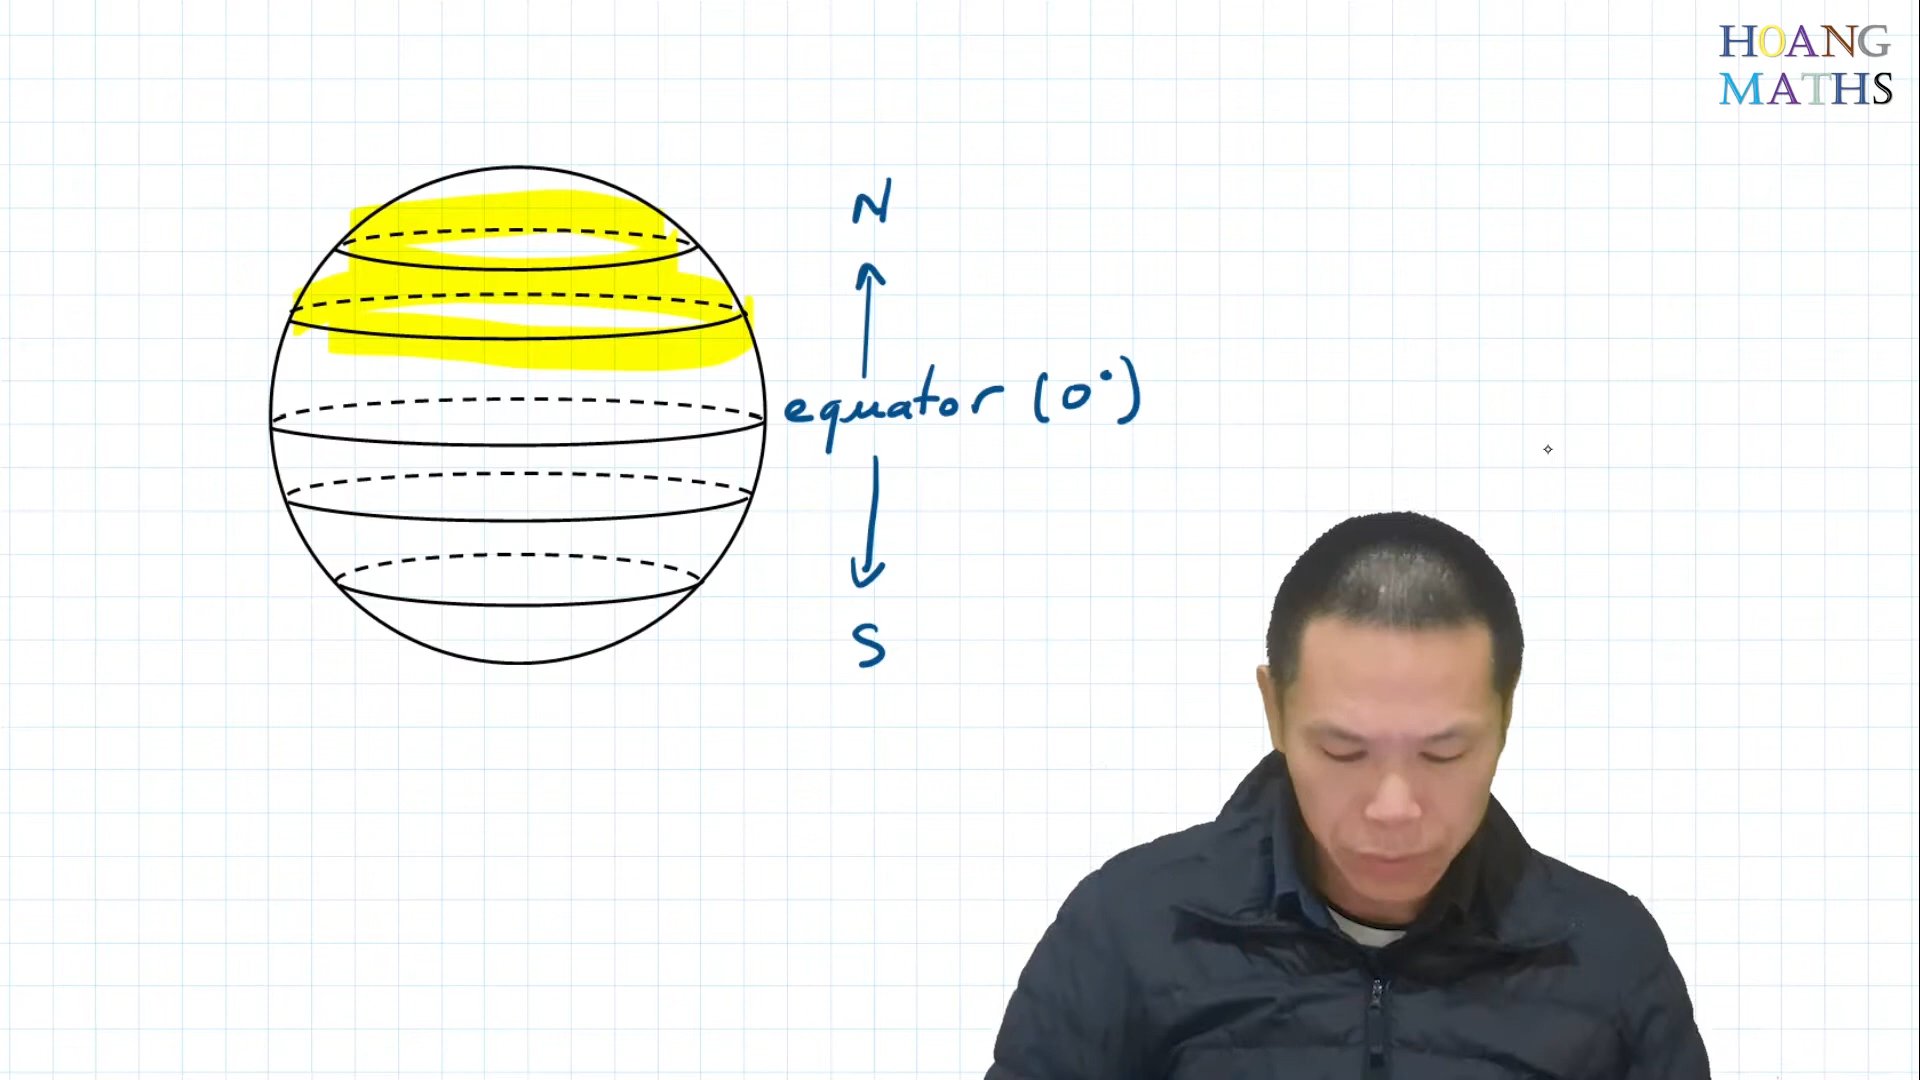 HOANG
MATHS
N
equator (0°)
S